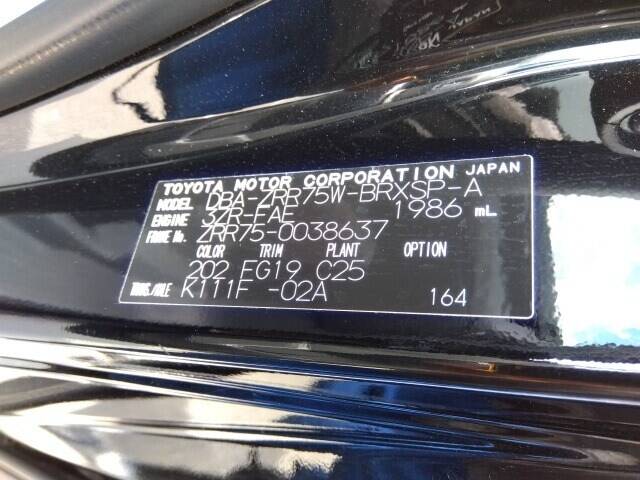 TOYOTA MOTOR CORPORATION JAPAN
MODEL DBA-ZRR75W-BRXSP-A
ENGINE 3ZR-FAE 1986 mL
FRAME No. ZRR75-0038637
COLOR TRIM PLANT OPTION
202 FG19 C25
TRANS./AXLE K111F -02A 164